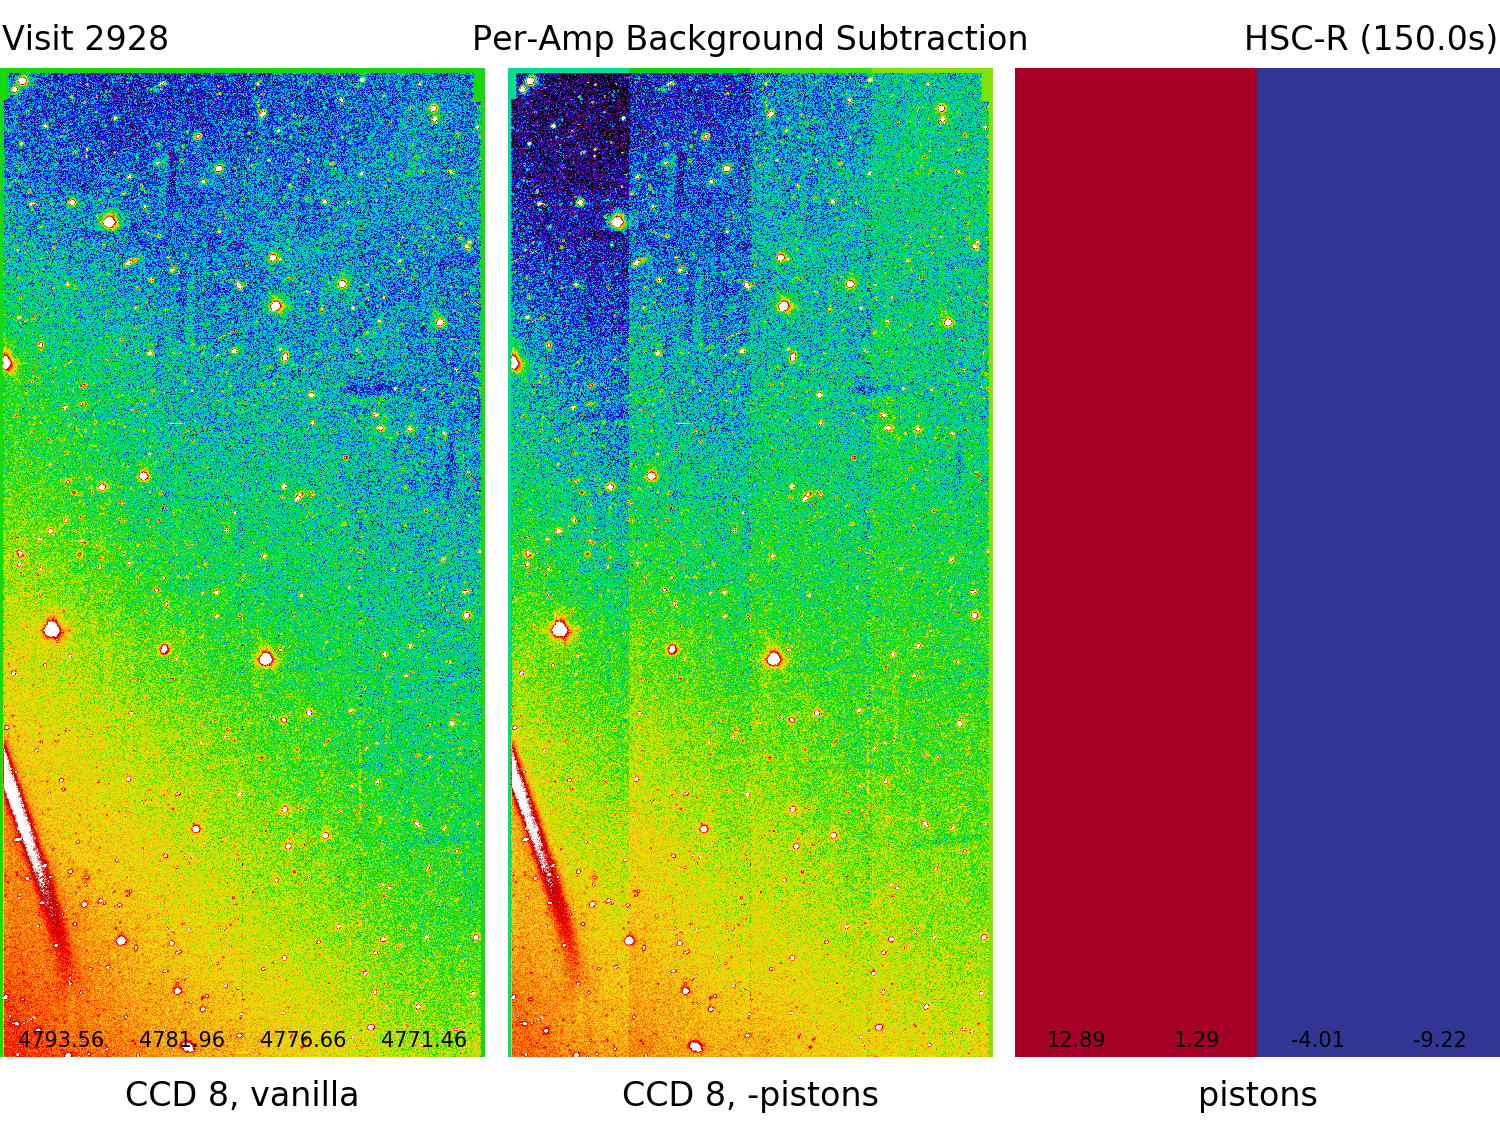 Visit 2928 Per-Amp Background Subtraction HSC-R (150.0s)
4793.56 4781.96 4776.66 4771.46 12.89 1.29 -4.01 -9.22
CCD 8, vanilla CCD 8, -pistons pistons